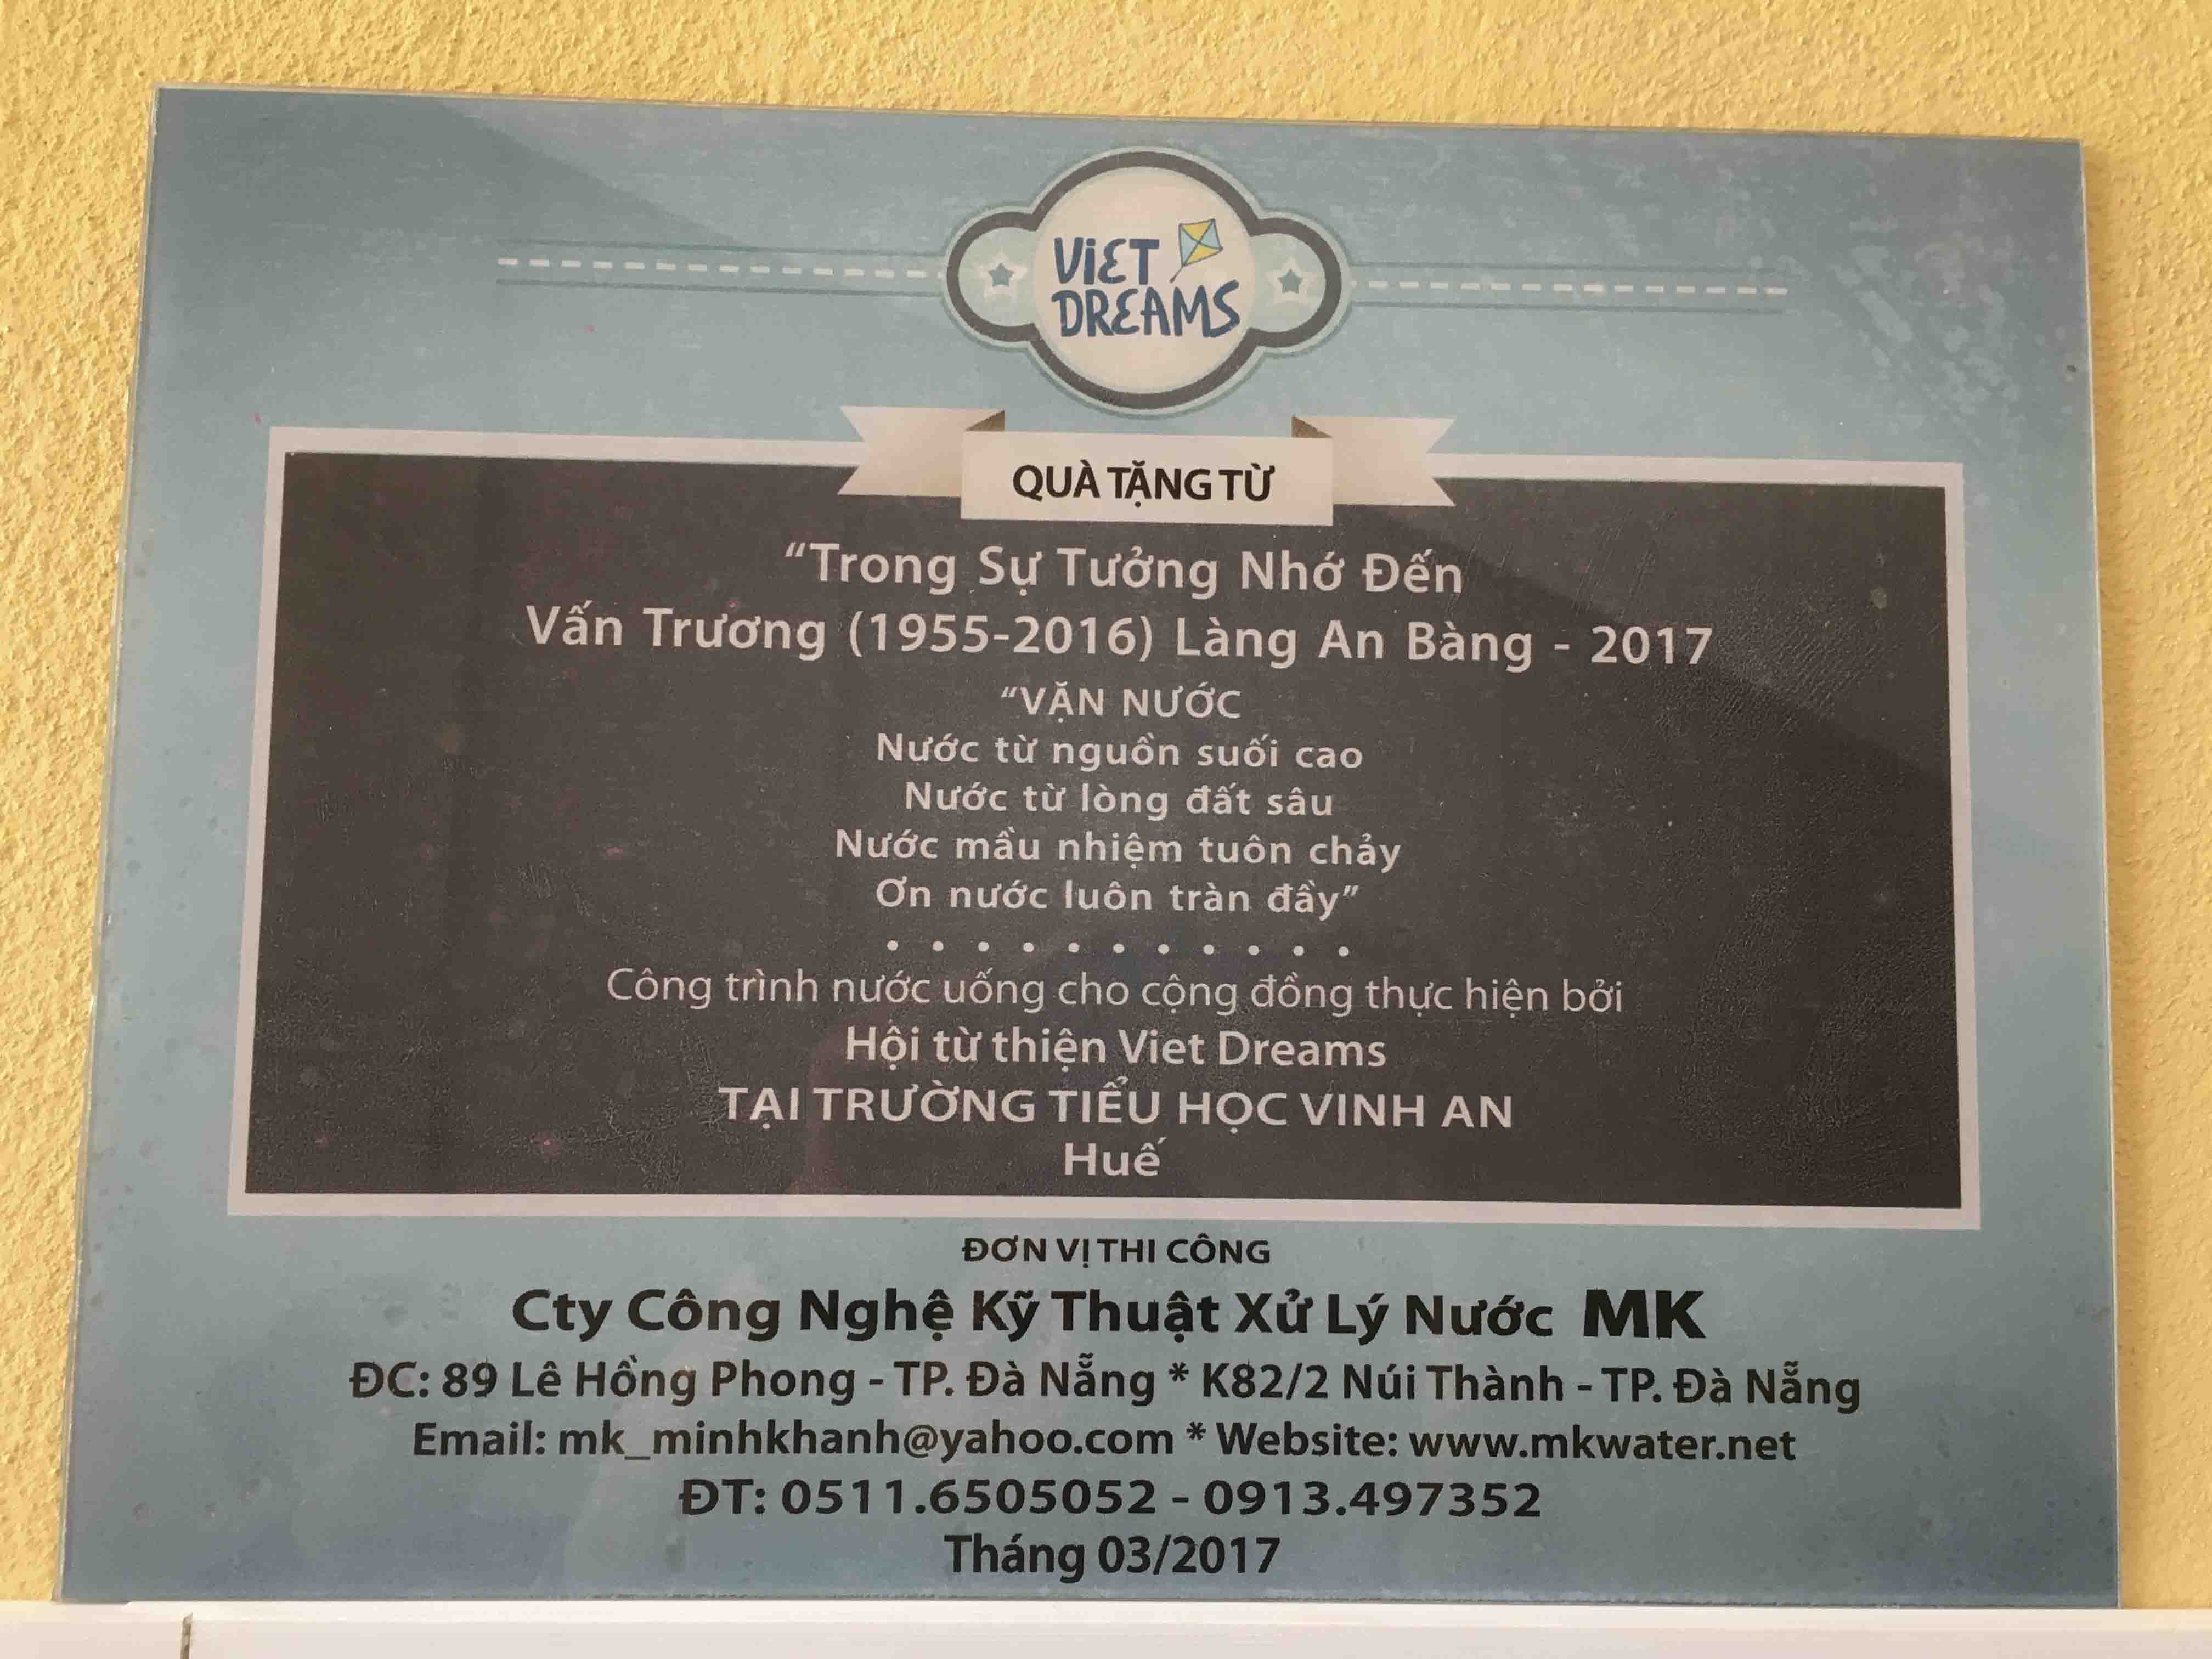 VIET
DREAMS
QUÀ TẶNG TỪ
“Trong Sự Tưởng Nhớ Đến
Vấn Trương (1955-2016) Làng An Bàng - 2017
“VẶN NƯỚC
Nước từ nguồn suối cao
Nước từ lòng đất sâu
Nước mầu nhiệm tuôn chảy
Ơn nước luôn tràn đầy”
. . . . . . . . . . .
Công trình nước uống cho cộng đồng thực hiện bởi
Hội từ thiện Viet Dreams
TẠI TRƯỜNG TIỂU HỌC VINH AN
Huế
ĐƠN VỊ THI CÔNG
Cty Công Nghệ Kỹ Thuật Xử Lý Nước MK
ĐC: 89 Lê Hồng Phong - TP. Đà Nẵng * K82/2 Núi Thành - TP. Đà Nẵng
Email: mk_minhkhanh@yahoo.com * Website: www.mkwater.net
ĐT: 0511.6505052 - 0913.497352
Tháng 03/2017